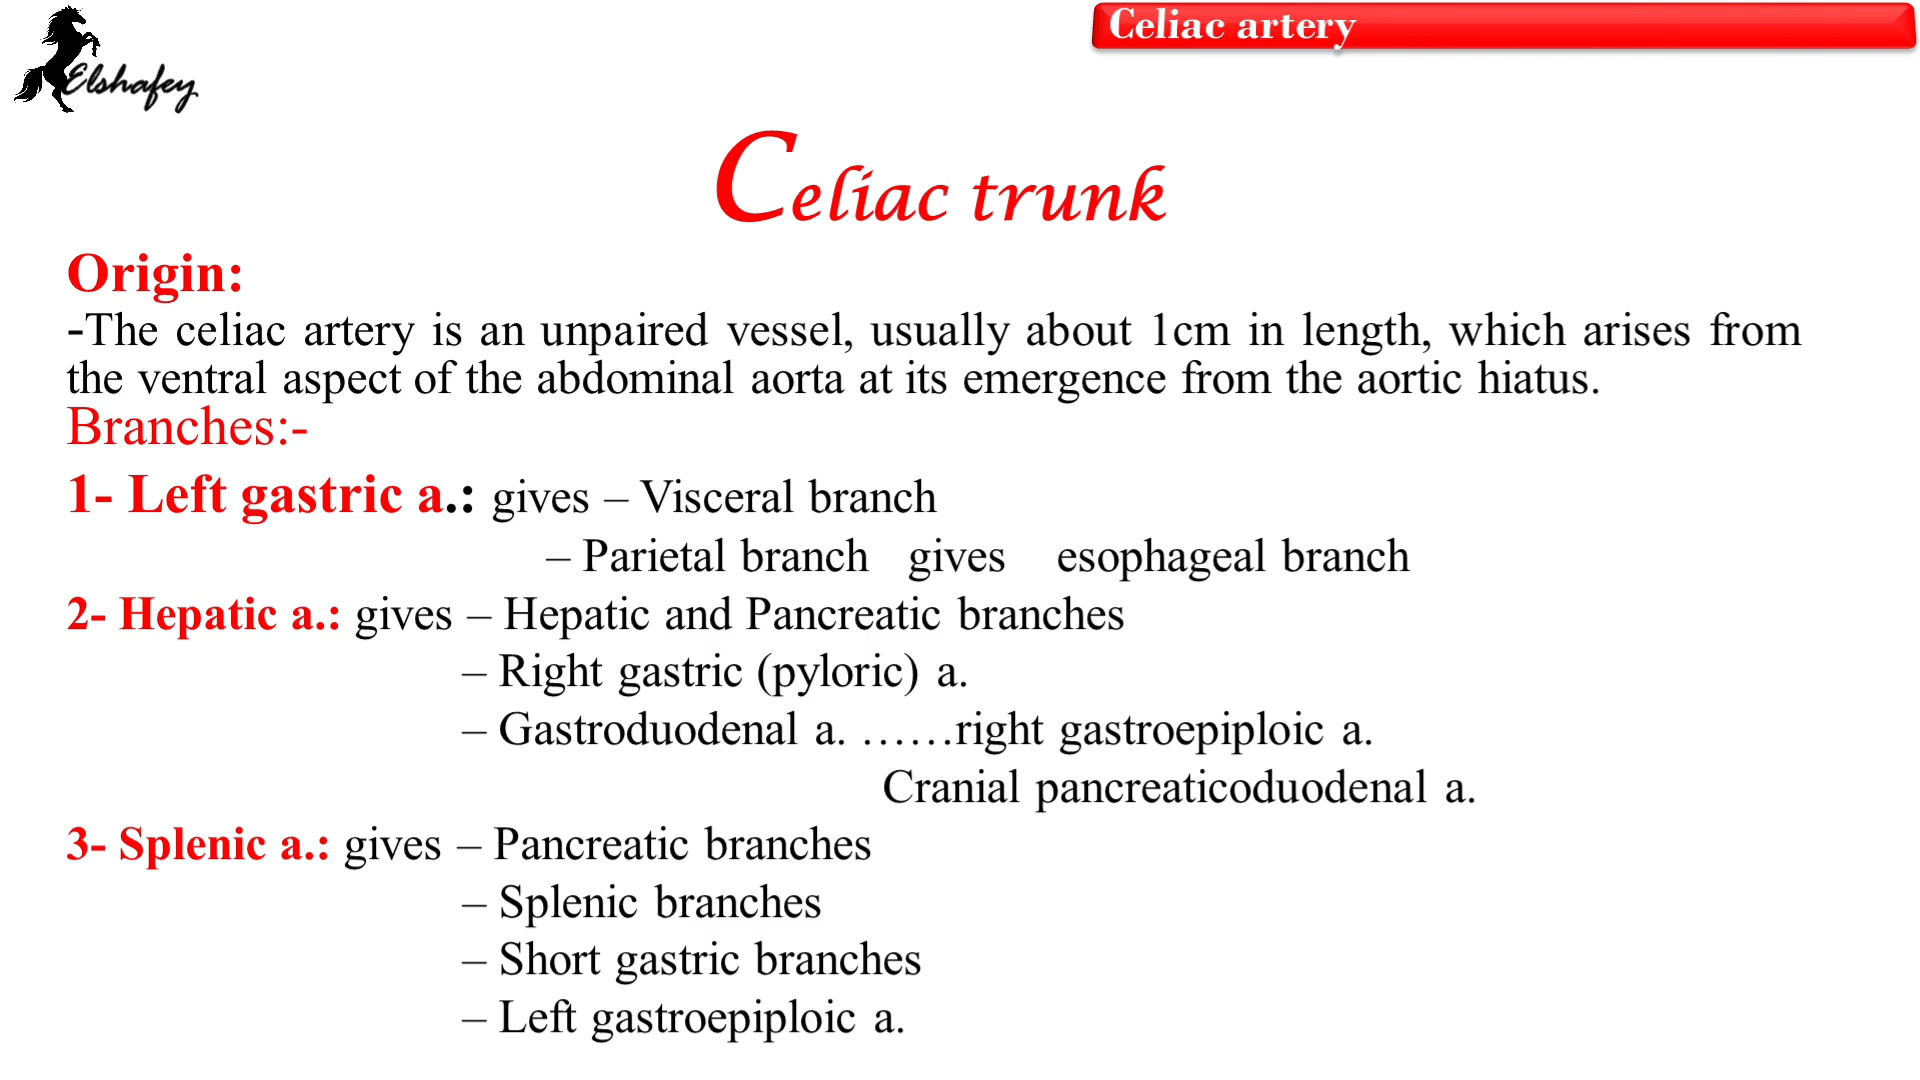 Elshafey
Celiac artery
Celiac trunk
Origin:
-The celiac artery is an unpaired vessel, usually about 1cm in length, which arises from
the ventral aspect of the abdominal aorta at its emergence from the aortic hiatus.
Branches:-
1- Left gastric a.: gives – Visceral branch
– Parietal branch gives esophageal branch
2- Hepatic a.: gives – Hepatic and Pancreatic branches
– Right gastric (pyloric) a.
– Gastroduodenal a. ……right gastroepiploic a.
Cranial pancreaticoduodenal a.
3- Splenic a.: gives – Pancreatic branches
– Splenic branches
– Short gastric branches
– Left gastroepiploic a.